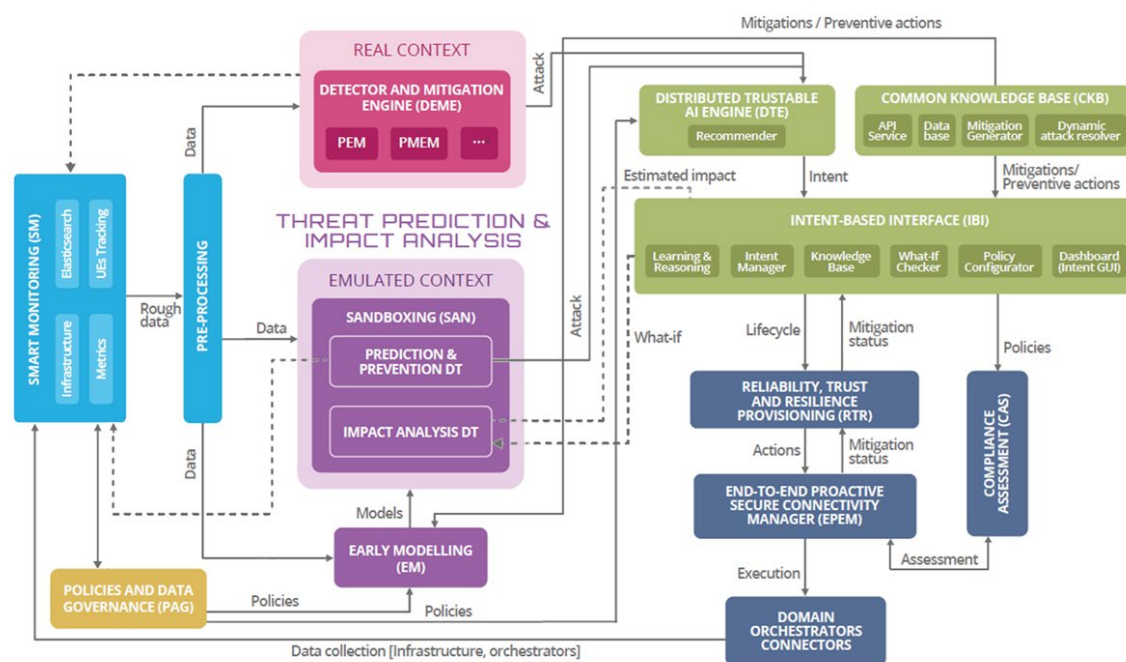 Mitigations / Preventive actions
REAL CONTEXT
DETECTOR AND MITIGATION
ENGINE (DEME)
PEM
PMEM
...
Attack
DISTRIBUTED TRUSTABLE
AI ENGINE (DTE)
Recommender
COMMON KNOWLEDGE BASE (CKB)
API
Service
Data
base
Mitigation
Generator
Dynamic
attack resolver
Data
Estimated impact
Intent
Mitigations/
Preventive actions
SMART MONITORING (SM)
Elasticsearch
UEs Tracking
Infrastructure
Metrics
Rough
data
PRE-PROCESSING
Data
THREAT PREDICTION &
IMPACT ANALYSIS
EMULATED CONTEXT
SANDBOXING (SAN)
PREDICTION &
PREVENTION DT
IMPACT ANALYSIS DT
Attack
What-if
INTENT-BASED INTERFACE (IBI)
Learning &
Reasoning
Intent
Manager
Knowledge
Base
What-If
Checker
Policy
Configurator
Dashboard
(Intent GUI)
Lifecycle
Mitigation
status
Policies
RELIABILITY, TRUST
AND RESILIENCE
PROVISIONING (RTR)
COMPLIANCE
ASSESSMENT (CAS)
Actions
Mitigation
status
END-TO-END PROACTIVE
SECURE CONNECTIVITY
MANAGER (EPEM)
Data
Models
EARLY MODELLING
(EM)
Assessment
Execution
POLICIES AND DATA
GOVERNANCE (PAG)
Policies
Policies
DOMAIN
ORCHESTRATORS
CONNECTORS
Data collection [Infrastructure, orchestrators]